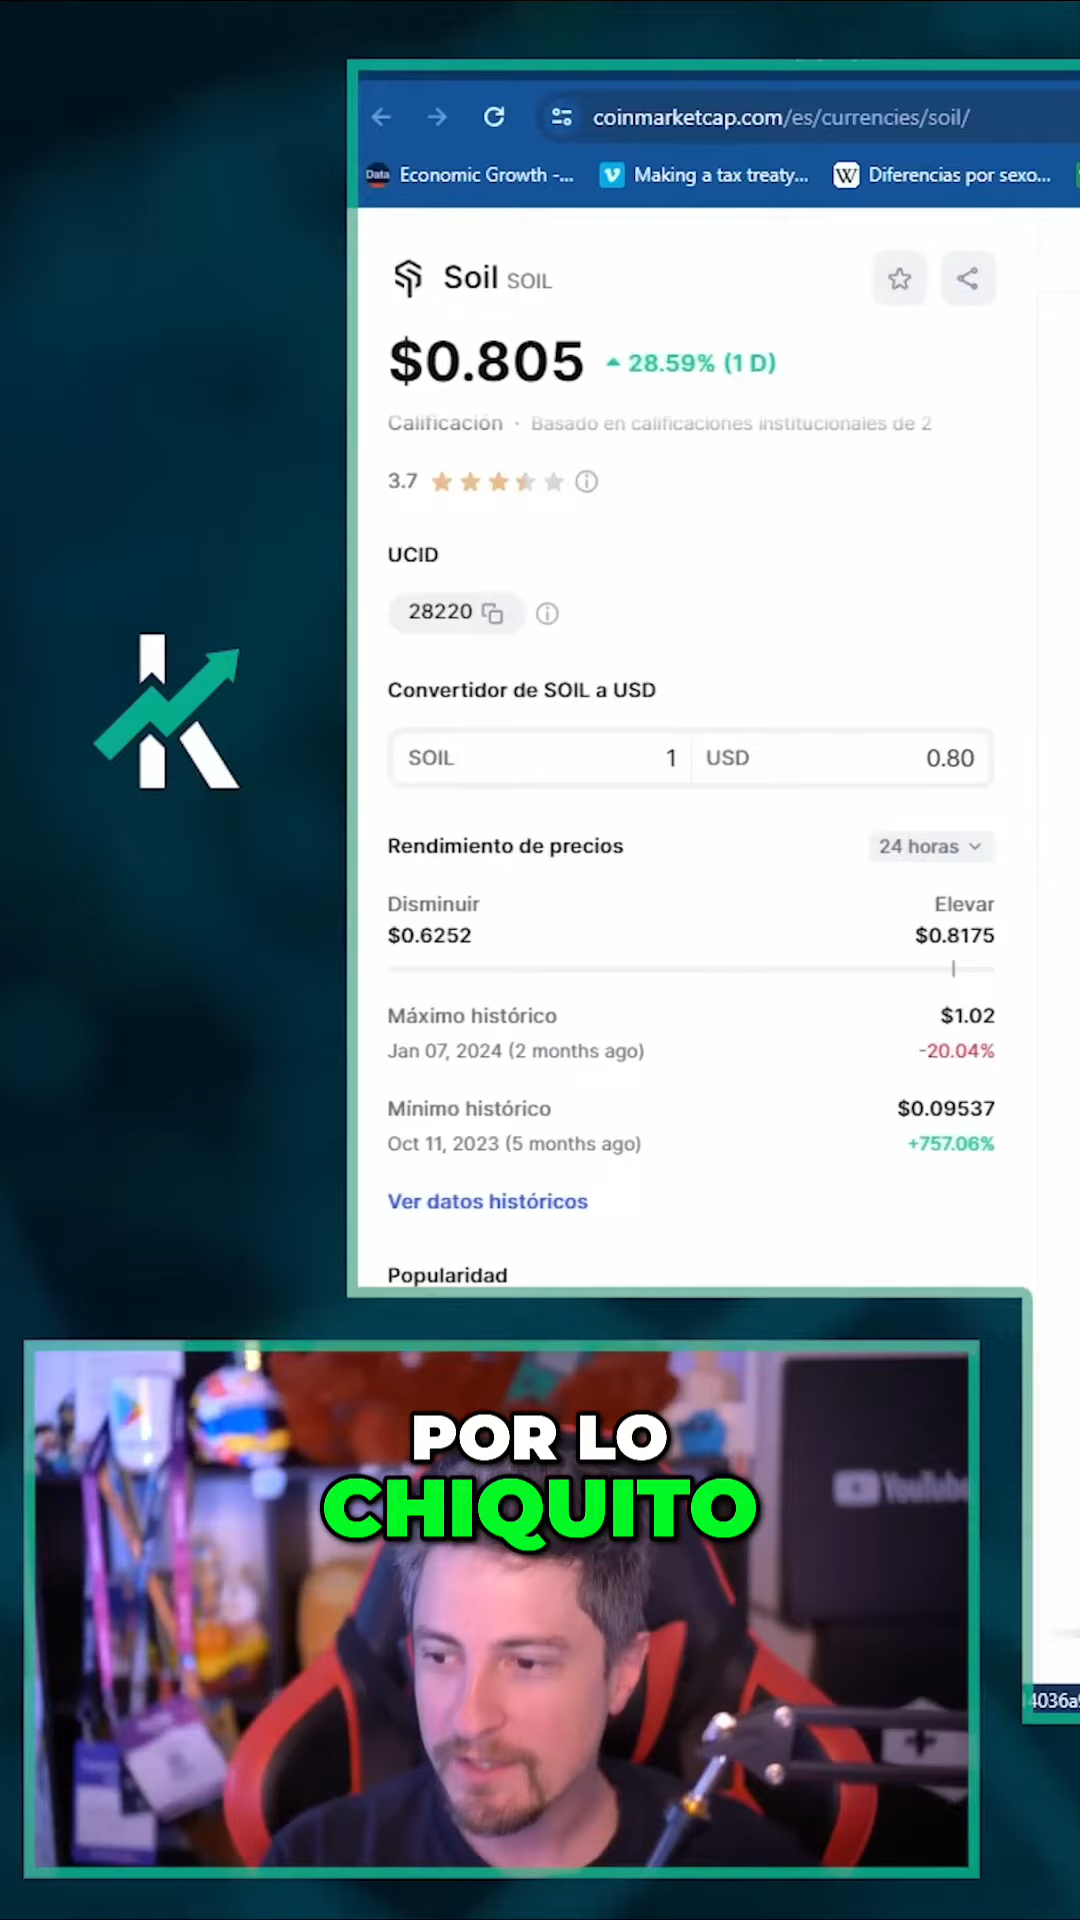 coinmarketcap.com/es/currencies/soil/
Data Economic Growth -... Making a tax treaty... W Diferencias por sexo...
Soil SOIL
$0.805 28.59% (1 D)
Calificación · Basado en calificaciones institucionales de 2
3.7
UCID
28220
Convertidor de SOIL a USD
SOIL 1 USD 0.80
Rendimiento de precios 24 horas
Disminuir Elevar
$0.6252 $0.8175
Máximo histórico $1.02
Jan 07, 2024 (2 months ago) -20.04%
Mínimo histórico $0.09537
Oct 11, 2023 (5 months ago) +757.06%
Ver datos históricos
Popularidad
POR LO
CHIQUITO
YouTube